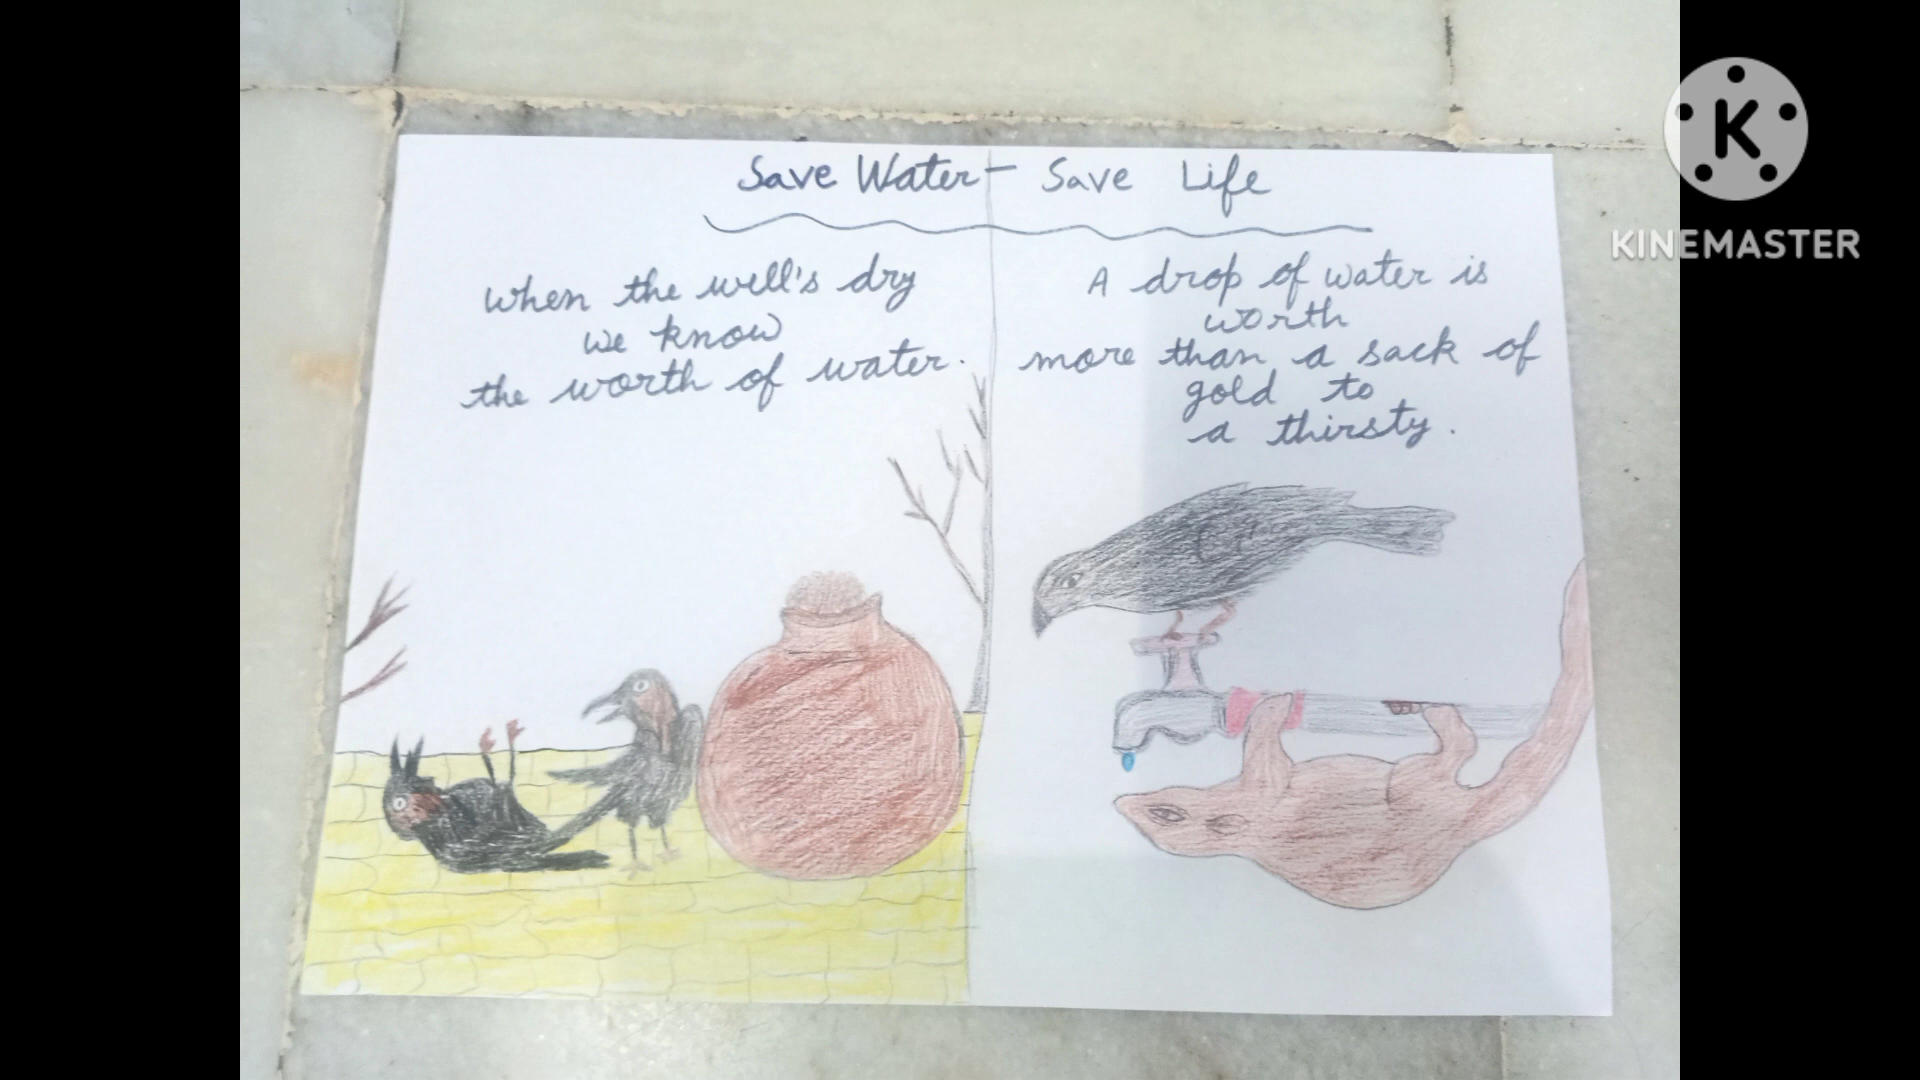 Save Water - Save Life
When the well's dry
we know
the worth of water.
A drop of water is
worth
more than a sack of
gold to
a thirsty.
K
KINEMASTER